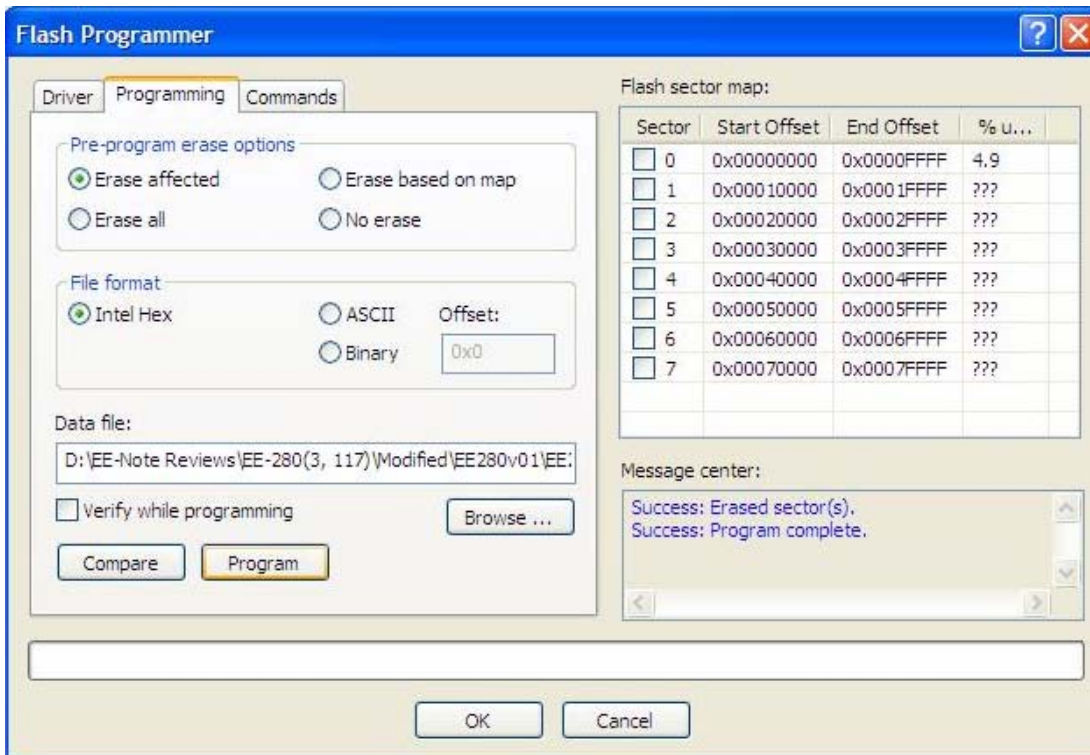 Flash Programmer
Driver Programming Commands
Pre-program erase options
Erase affected Erase based on map
Erase all No erase
File format
Intel Hex ASCII Offset:
Binary 0x0
Data file:
D:\EE-Note Reviews\EE-280(3, 117)\Modified\EE280v01\EE
Verify while programming
Browse ...
Compare Program
Flash sector map:
Sector Start Offset End Offset % u...
0 0x00000000 0x0000FFFF 4.9
1 0x00010000 0x0001FFFF ???
2 0x00020000 0x0002FFFF ???
3 0x00030000 0x0003FFFF ???
4 0x00040000 0x0004FFFF ???
5 0x00050000 0x0005FFFF ???
6 0x00060000 0x0006FFFF ???
7 0x00070000 0x0007FFFF ???
Message center:
Success: Erased sector(s).
Success: Program complete.
OK Cancel